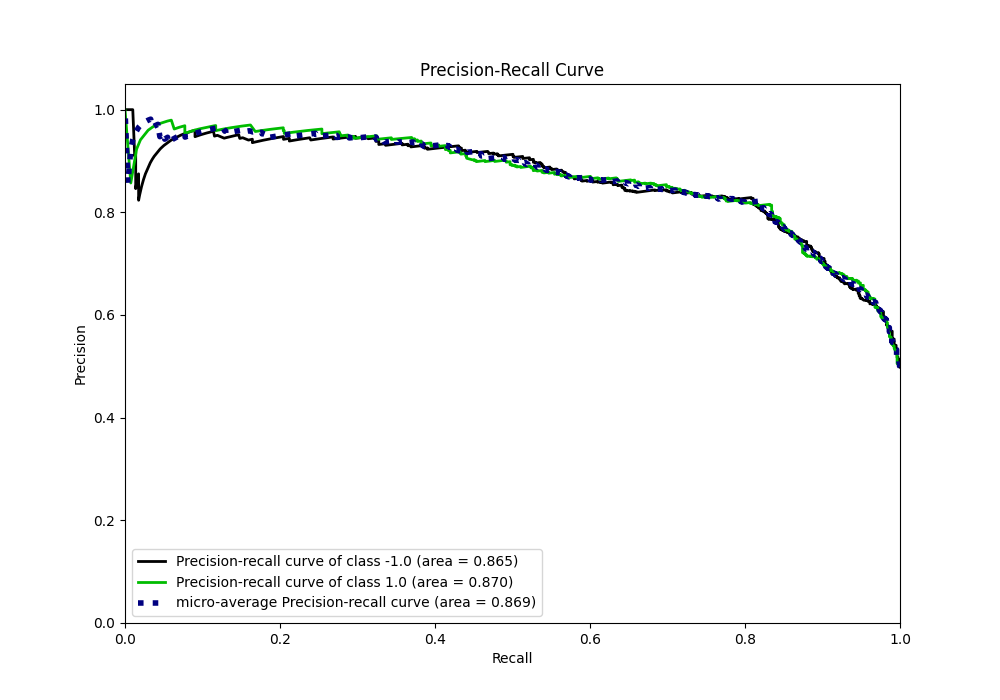 Precision-Recall Curve
1.0
0.8
0.6
0.4
0.2
0.0
Precision
Precision-recall curve of class -1.0 (area = 0.865)
Precision-recall curve of class 1.0 (area = 0.870)
micro-average Precision-recall curve (area = 0.869)
0.0 0.2 0.4 0.6 0.8 1.0
Recall